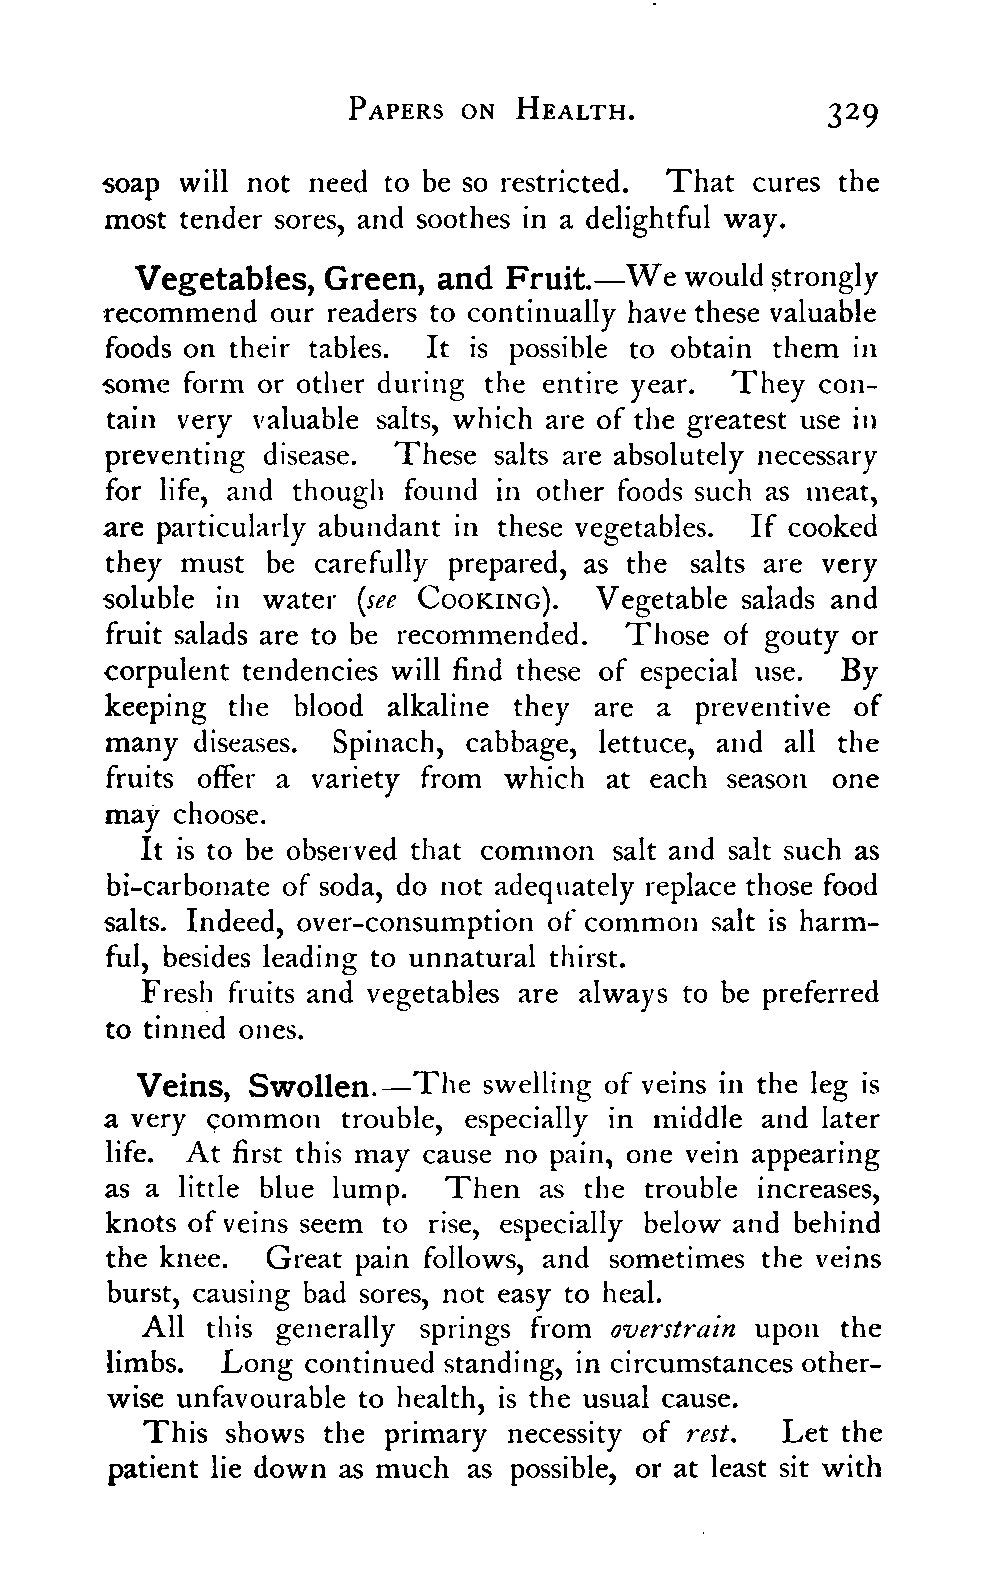 Papers on Health. 329
soap will not need to be so restricted. That cures the
most tender sores, and soothes in a delightful way.
Vegetables, Green, and Fruit.—We would strongly
recommend our readers to continually have these valuable
foods on their tables. It is possible to obtain them in
some form or other during the entire year. They con-
tain very valuable salts, which are of the greatest use in
preventing disease. These salts are absolutely necessary
for life, and though found in other foods such as meat,
are particularly abundant in these vegetables. If cooked
they must be carefully prepared, as the salts are very
soluble in water (see Cooking). Vegetable salads and
fruit salads are to be recommended. Those of gouty or
corpulent tendencies will find these of especial use. By
keeping the blood alkaline they are a preventive of
many diseases. Spinach, cabbage, lettuce, and all the
fruits offer a variety from which at each season one
may choose.
It is to be observed that common salt and salt such as
bi-carbonate of soda, do not adequately replace those food
salts. Indeed, over-consumption of common salt is harm-
ful, besides leading to unnatural thirst.
Fresh fruits and vegetables are always to be preferred
to tinned ones.
Veins, Swollen.—The swelling of veins in the leg is
a very common trouble, especially in middle and later
life. At first this may cause no pain, one vein appearing
as a little blue lump. Then as the trouble increases,
knots of veins seem to rise, especially below and behind
the knee. Great pain follows, and sometimes the veins
burst, causing bad sores, not easy to heal.
All this generally springs from overstrain upon the
limbs. Long continued standing, in circumstances other-
wise unfavourable to health, is the usual cause.
This shows the primary necessity of rest. Let the
patient lie down as much as possible, or at least sit with